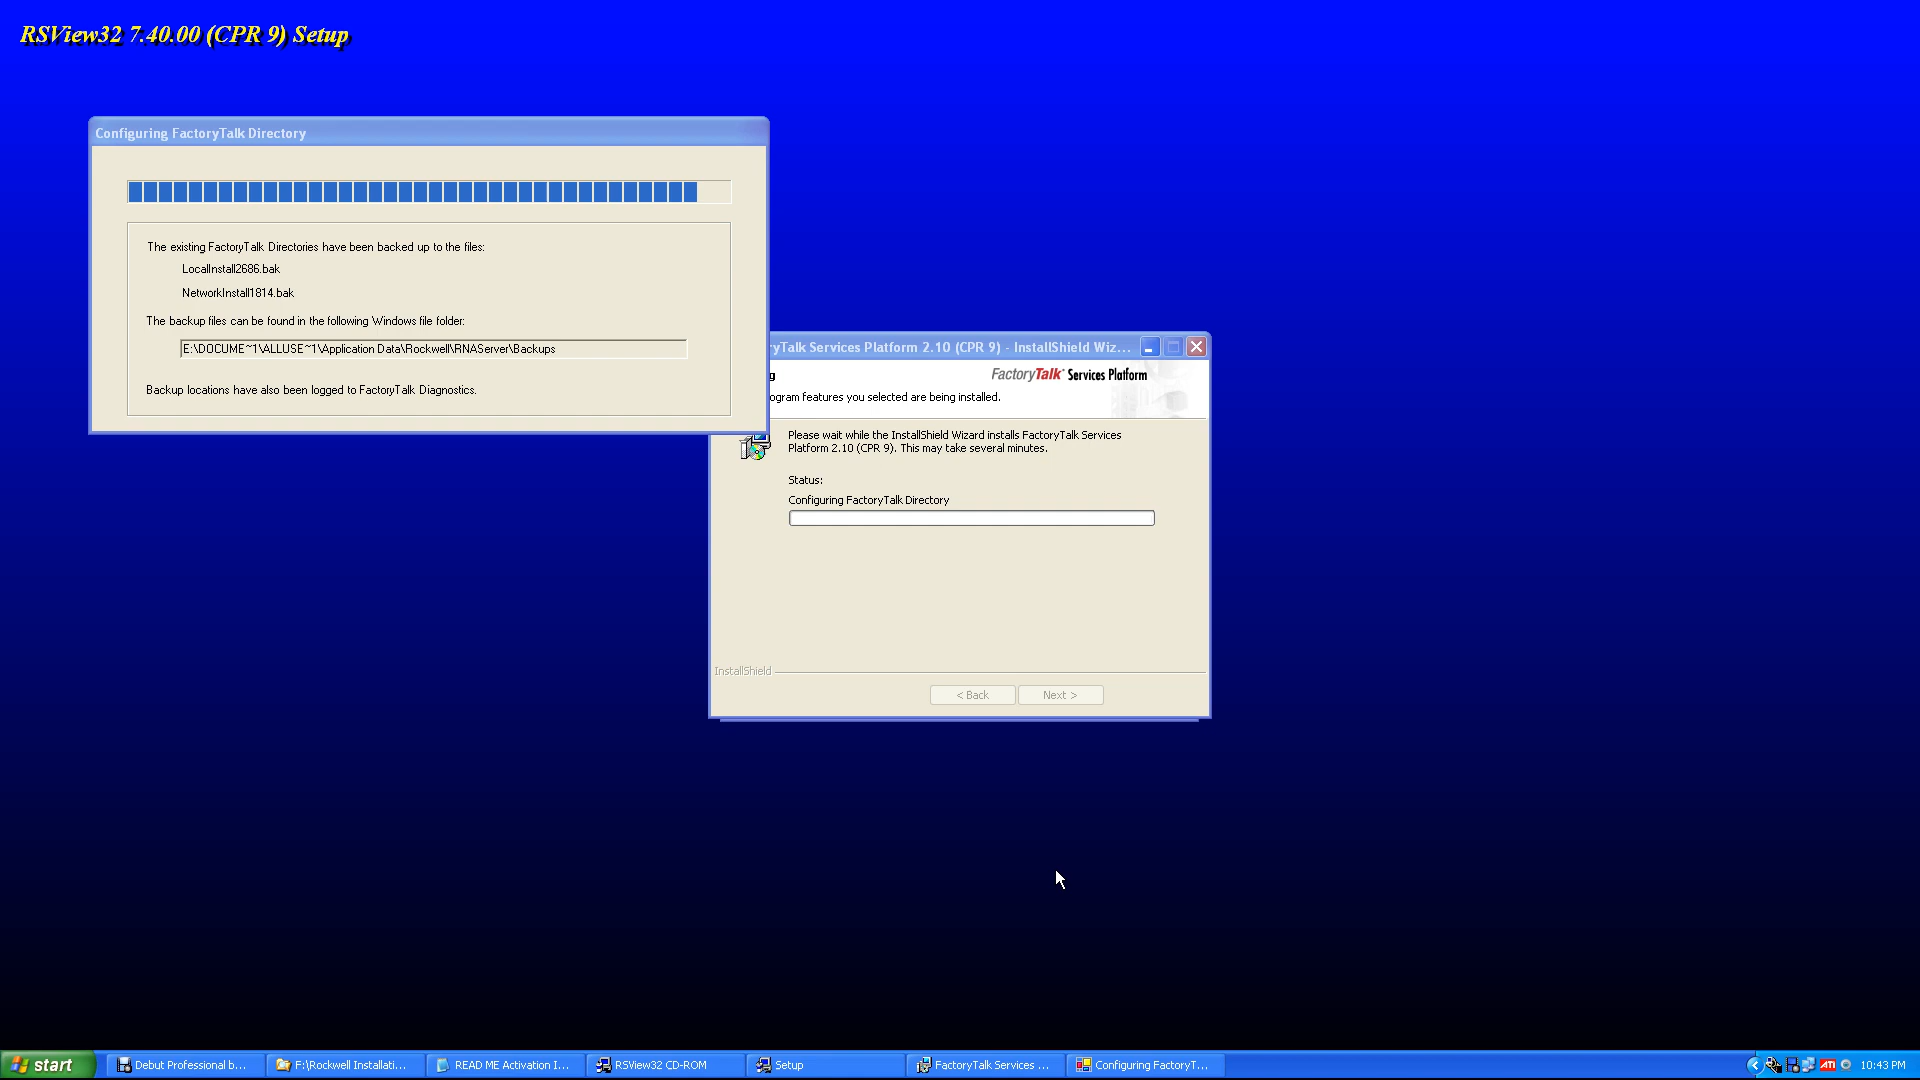 RSView32 7.40.00 (CPR 9) Setup
Configuring FactoryTalk Directory
The existing FactoryTalk Directories have been backed up to the files:
LocalInstall2686.bak
NetworkInstall1814.bak
The backup files can be found in the following Windows file folder:
E:\DOCUME~1\ALLUSE~1\Application Data\Rockwell\RNAServer\Backups
Backup locations have also been logged to FactoryTalk Diagnostics.
yTalk Services Platform 2.10 (CPR 9) - InstallShield Wiz...
g
FactoryTalk Services Platform
ogram features you selected are being installed.
Please wait while the InstallShield Wizard installs FactoryTalk Services
Platform 2.10 (CPR 9). This may take several minutes.
Status:
Configuring FactoryTalk Directory
InstallShield
< Back
Next >
start
Debut Professional b...
F:\Rockwell Installati...
READ ME Activation I...
RSView32 CD-ROM
Setup
FactoryTalk Services ...
Configuring FactoryT...
ATI
10:43 PM